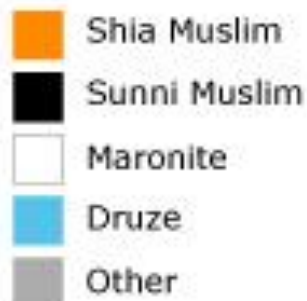 Shia Muslim
Sunni Muslim
Maronite
Druze
Other